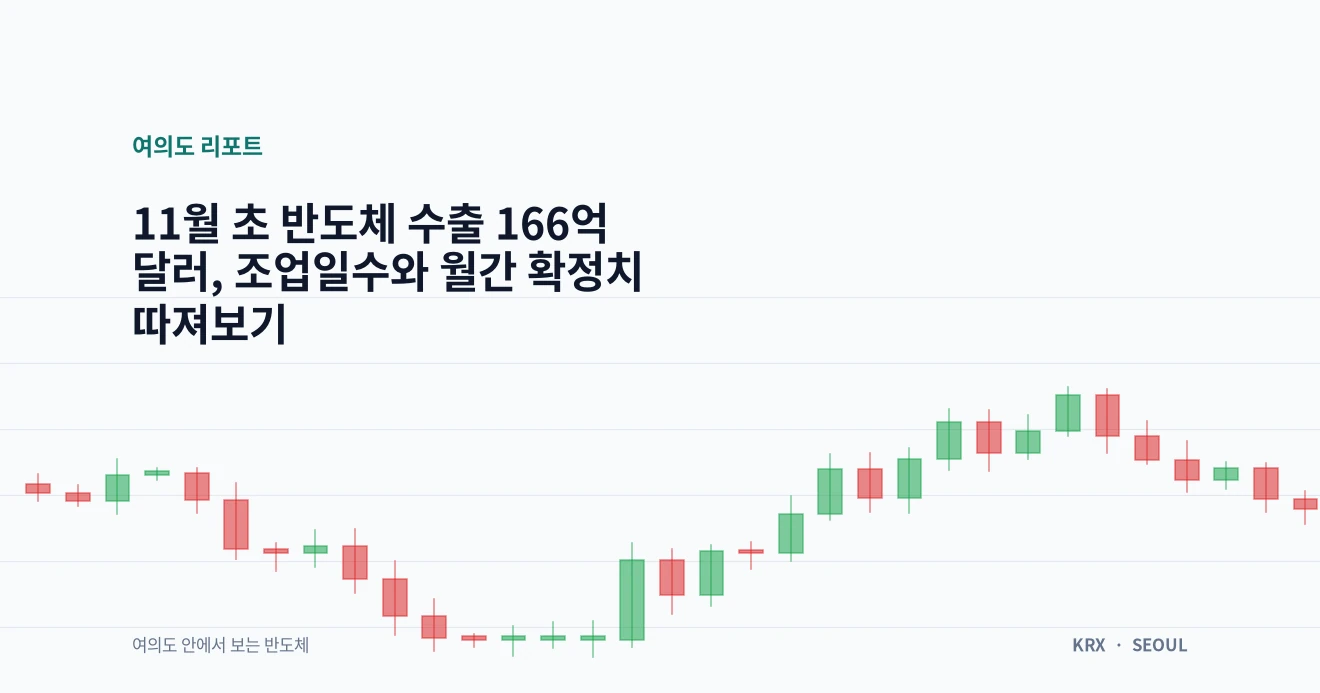 여의도 리포트
11월 초 반도체 수출 166억
달러, 조업일수와 월간 확정치
따져보기
여의도 안에서 보는 반도체
KRX · SEOUL